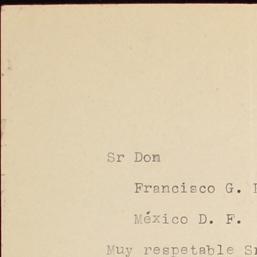 Sr Don
Francisco G.
México D. F.
Muy respetable